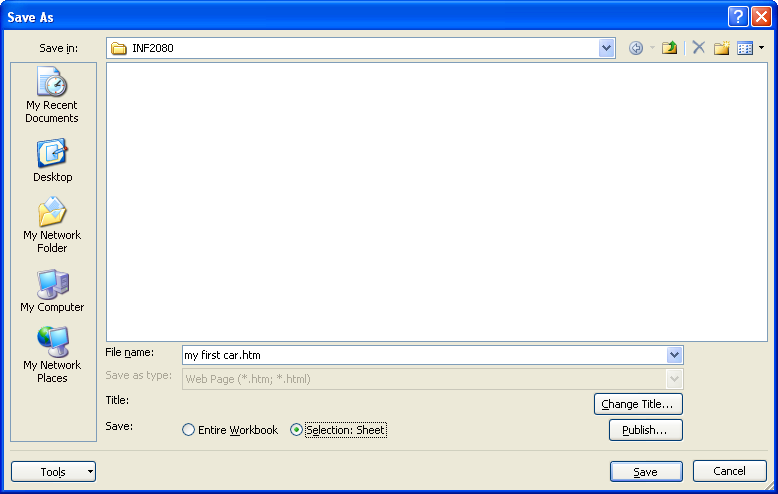 Save As
Save in:
INF2080
My Recent
Documents
Desktop
My Network
Folder
My Computer
My Network
Places
File name:
my first car.htm
Save as type:
Web Page (*.htm; *.html)
Title:
Change Title...
Save:
Entire Workbook
Selection: Sheet
Publish...
Tools
Save
Cancel